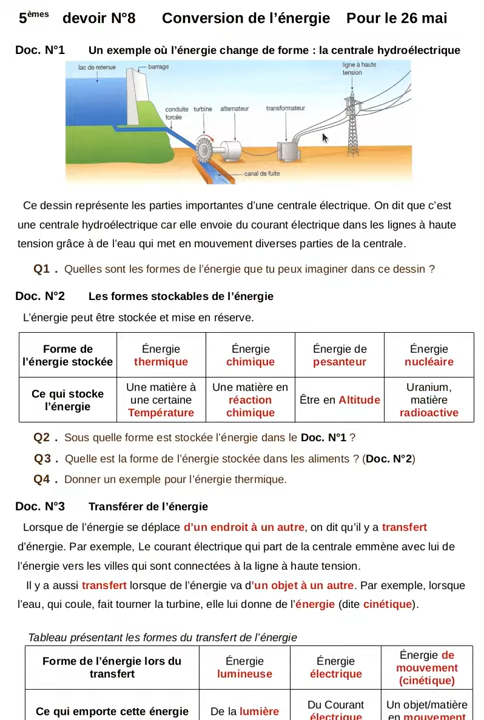 5èmes devoir N°8 Conversion de l'énergie Pour le 26 mai
Doc. N°1 Un exemple où l'énergie change de forme : la centrale hydroélectrique
lac de retenue
barrage
ligne à haute
tension
conduite
forcée
turbine
alternateur
transformateur
canal de fuite
Ce dessin représente les parties importantes d'une centrale électrique. On dit que c'est
une centrale hydroélectrique car elle envoie du courant électrique dans les lignes à haute
tension grâce à de l'eau qui met en mouvement diverses parties de la centrale.
Q1 . Quelles sont les formes de l'énergie que tu peux imaginer dans ce dessin ?
Doc. N°2 Les formes stockables de l'énergie
L'énergie peut être stockée et mise en réserve.
Forme de
l'énergie stockée
Énergie
thermique
Énergie
chimique
Énergie de
pesanteur
Énergie
nucléaire
Ce qui stocke
l'énergie
Une matière à
une certaine
Température
Une matière en
réaction
chimique
Être en Altitude
Uranium,
matière
radioactive
Q2 . Sous quelle forme est stockée l'énergie dans le Doc. N°1 ?
Q3 . Quelle est la forme de l'énergie stockée dans les aliments ? (Doc. N°2)
Q4 . Donner un exemple pour l'énergie thermique.
Doc. N°3 Transférer de l'énergie
Lorsque de l'énergie se déplace d'un endroit à un autre, on dit qu'il y a transfert
d'énergie. Par exemple, Le courant électrique qui part de la centrale emmène avec lui de
l'énergie vers les villes qui sont connectées à la ligne à haute tension.
Il y a aussi transfert lorsque de l'énergie va d'un objet à un autre. Par exemple, lorsque
l'eau, qui coule, fait tourner la turbine, elle lui donne de l'énergie (dite cinétique).
Tableau présentant les formes du transfert de l'énergie
Forme de l'énergie lors du
transfert
Énergie
lumineuse
Énergie
électrique
Énergie de
mouvement
(cinétique)
Ce qui emporte cette énergie
De la lumière
Du Courant
électrique
Un objet/matière
en mouvement